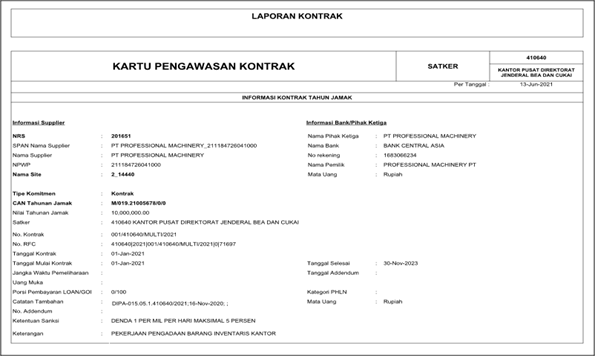 LAPORAN KONTRAK
KARTU PENGAWASAN KONTRAK
SATKER
410640
KANTOR PUSAT DIREKTORAT JENDERAL BEA DAN CUKAI
Per Tanggal : 13-Jun-2021
INFORMASI KONTRAK TAHUN JAMAK
Informasi Supplier
NRS : 201651
SPAN Nama Supplier : PT PROFESSIONAL MACHINERY_211184726041000
Nama Supplier : PT PROFESSIONAL MACHINERY
NPWP : 211184726041000
Nama Site : 2_14440
Informasi Bank/Pihak Ketiga
Nama Pihak Ketiga : PT PROFESSIONAL MACHINERY
Nama Bank : BANK CENTRAL ASIA
No rekening : 1683066234
Nama Pemilik : PROFESSIONAL MACHINERY PT
Mata Uang : Rupiah
Tipe Komitmen : Kontrak
CAN Tahunan Jamak : M/019.21005678/0/0
Nilai Tahunan Jamak : 10,000,000.00
Satker : 410640 KANTOR PUSAT DIREKTORAT JENDERAL BEA DAN CUKAI
No. Kontrak : 001/410640/MULTI/2021
No. RFC : 410640|2021|001/410640/MULTI/2021|0|71697
Tanggal Kontrak : 01-Jan-2021
Tanggal Mulai Kontrak : 01-Jan-2021
Tanggal Selesai : 30-Nov-2023
Jangka Waktu Pemeliharaan :
Tanggal Addendum :
Uang Muka :
Porsi Pembayaran LOAN/GOI : 0/100
Kategori PHLN :
Catatan Tambahan : DIPA-015.05.1.410640/2021;16-Nov-2020; ;
Mata Uang : Rupiah
No. Addendum :
Ketentuan Sanksi : DENDA 1 PER MIL PER HARI MAKSIMAL 5 PERSEN
Keterangan : PEKERJAAN PENGADAAN BARANG INVENTARIS KANTOR